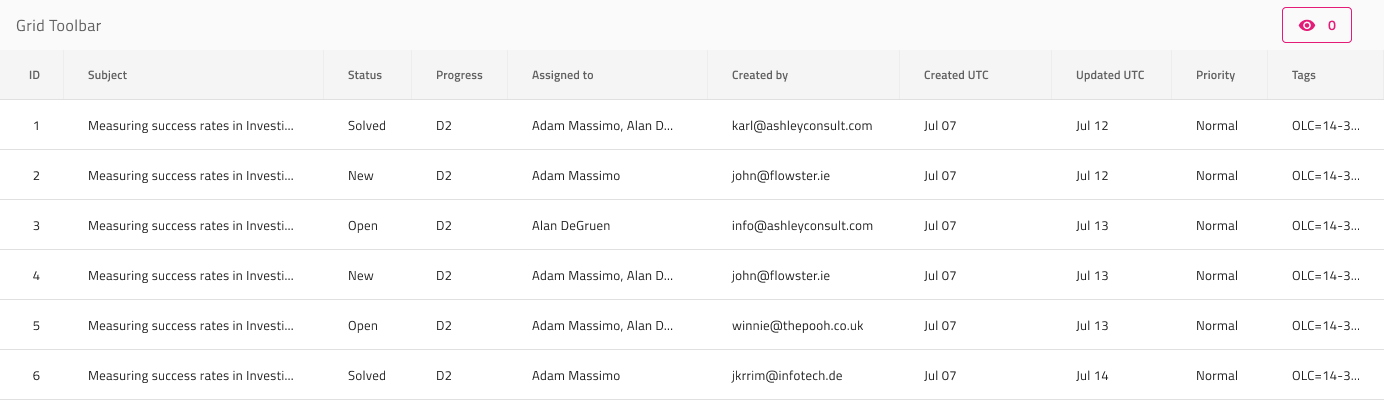 Grid Toolbar 0
ID Subject Status Progress Assigned to Created by Created UTC Updated UTC Priority Tags
1 Measuring success rates in Investi... Solved D2 Adam Massimo, Alan D... karl@ashleyconsult.com Jul 07 Jul 12 Normal OLC=14-3...
2 Measuring success rates in Investi... New D2 Adam Massimo john@flowster.ie Jul 07 Jul 12 Normal OLC=14-3...
3 Measuring success rates in Investi... Open D2 Alan DeGruen info@ashleyconsult.com Jul 07 Jul 13 Normal OLC=14-3...
4 Measuring success rates in Investi... New D2 Adam Massimo, Alan D... john@flowster.ie Jul 07 Jul 13 Normal OLC=14-3...
5 Measuring success rates in Investi... Open D2 Adam Massimo, Alan D... winnie@thepooh.co.uk Jul 07 Jul 13 Normal OLC=14-3...
6 Measuring success rates in Investi... Solved D2 Adam Massimo jkrrim@infotech.de Jul 07 Jul 14 Normal OLC=14-3...